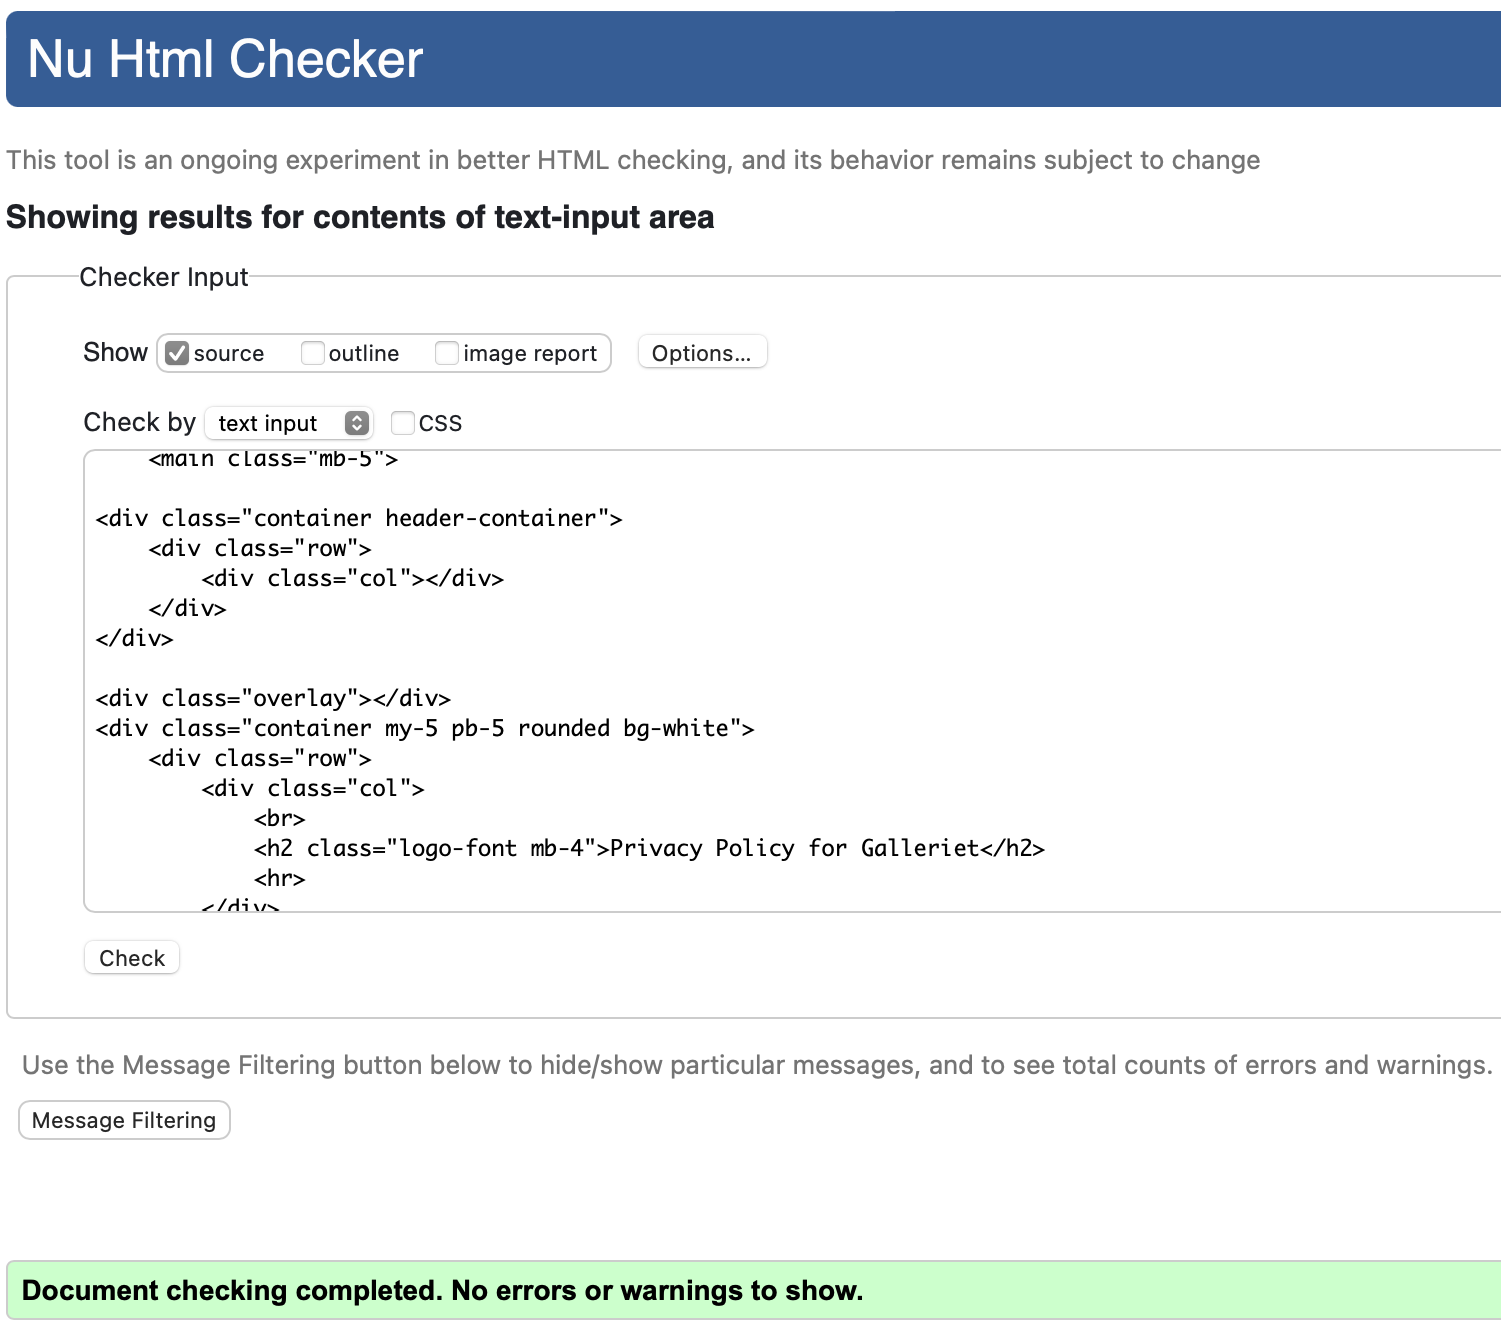 Nu Html Checker
This tool is an ongoing experiment in better HTML checking, and its behavior remains subject to change
Showing results for contents of text-input area
Checker Input
Show source outline image report Options...
Check by text input CSS
<main class="mb-5">
<div class="container header-container">
<div class="row">
<div class="col"></div>
</div>
</div>
<div class="overlay"></div>
<div class="container my-5 pb-5 rounded bg-white">
<div class="row">
<div class="col">
<br>
<h2 class="logo-font mb-4">Privacy Policy for Galleriet</h2>
<hr>
</div>
Check
Use the Message Filtering button below to hide/show particular messages, and to see total counts of errors and warnings.
Message Filtering
Document checking completed. No errors or warnings to show.